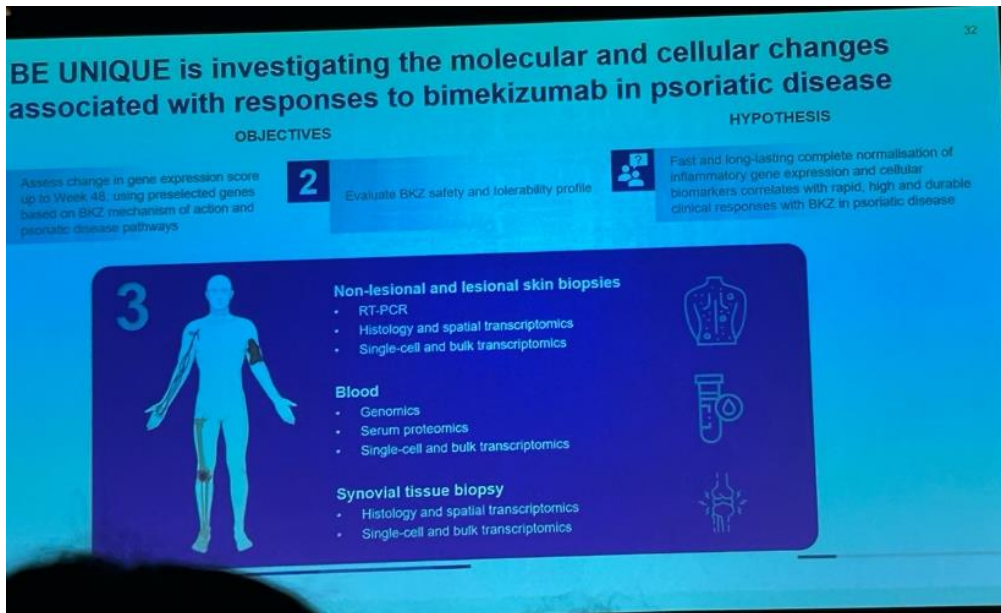 32
BE UNIQUE is investigating the molecular and cellular changes
associated with responses to bimekizumab in psoriatic disease
OBJECTIVES
Assess change in gene expression score
up to Week 48, using preselected genes
based on BKZ mechanism of action and
psoriatic disease pathways
2
Evaluate BKZ safety and tolerability profile
HYPOTHESIS
?
Fast and long-lasting complete normalisation of
inflammatory gene expression and cellular
biomarkers correlates with rapid, high and durable
clinical responses with BKZ in psoriatic disease
3
Non-lesional and lesional skin biopsies
• RT-PCR
• Histology and spatial transcriptomics
• Single-cell and bulk transcriptomics
Blood
• Genomics
• Serum proteomics
• Single-cell and bulk transcriptomics
Synovial tissue biopsy
• Histology and spatial transcriptomics
• Single-cell and bulk transcriptomics